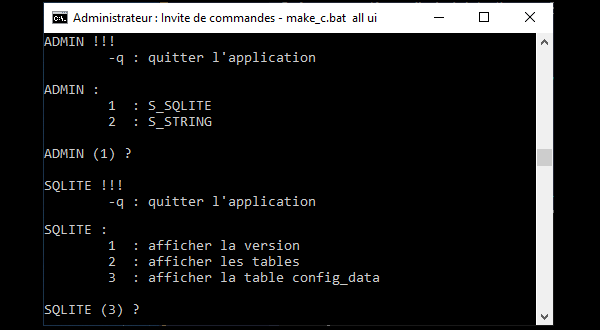 Administrateur : Invite de commandes - make_c.bat  all ui
ADMIN !!!
-q : quitter l'application
ADMIN :
1  : S_SQLITE
2  : S_STRING
ADMIN (1) ?
SQLITE !!!
-q : quitter l'application
SQLITE :
1  : afficher la version
2  : afficher les tables
3  : afficher la table config_data
SQLITE (3) ?